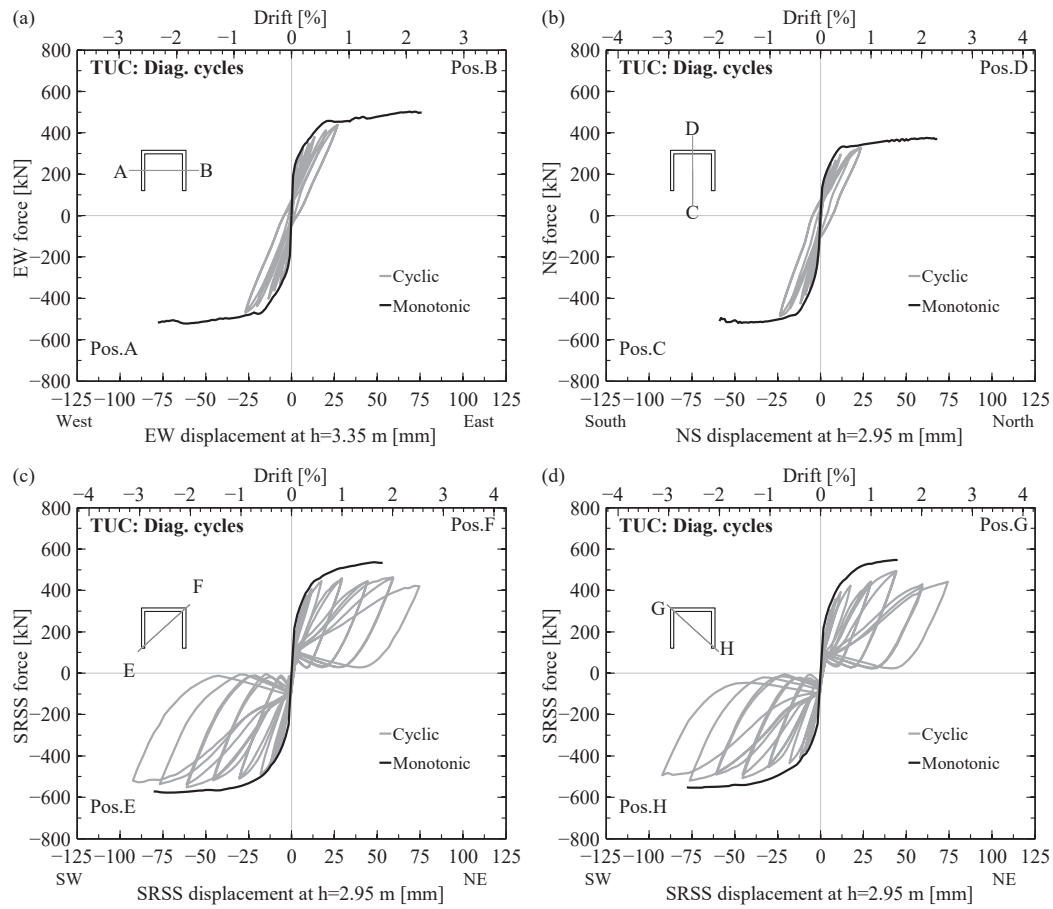 (a)
Drift [%]
−3 −2 −1 0 1 2 3
TUC: Diag. cycles
Pos.B
A B
Cyclic
Monotonic
Pos.A
EW force [kN]
800
600
400
200
0
−200
−400
−600
−800
−125 −100 −75 −50 −25 0 25 50 75 100 125
West East
EW displacement at h=3.35 m [mm]
(b)
Drift [%]
−4 −3 −2 −1 0 1 2 3 4
TUC: Diag. cycles
Pos.D
D
C
Cyclic
Monotonic
Pos.C
NS force [kN]
800
600
400
200
0
−200
−400
−600
−800
−125 −100 −75 −50 −25 0 25 50 75 100 125
South North
NS displacement at h=2.95 m [mm]
(c)
Drift [%]
−4 −3 −2 −1 0 1 2 3 4
TUC: Diag. cycles
Pos.F
F
E
Cyclic
Monotonic
Pos.E
SRSS force [kN]
800
600
400
200
0
−200
−400
−600
−800
−125 −100 −75 −50 −25 0 25 50 75 100 125
SW NE
SRSS displacement at h=2.95 m [mm]
(d)
Drift [%]
−4 −3 −2 −1 0 1 2 3 4
TUC: Diag. cycles
Pos.G
G
H
Cyclic
Monotonic
Pos.H
SRSS force [kN]
800
600
400
200
0
−200
−400
−600
−800
−125 −100 −75 −50 −25 0 25 50 75 100 125
SW NE
SRSS displacement at h=2.95 m [mm]